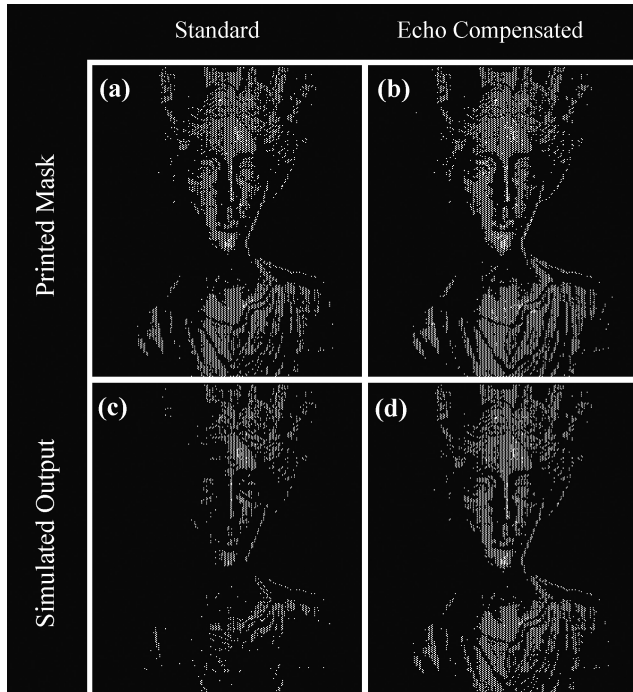 Standard
Echo Compensated
Printed Mask
(a)
(b)
Simulated Output
(c)
(d)